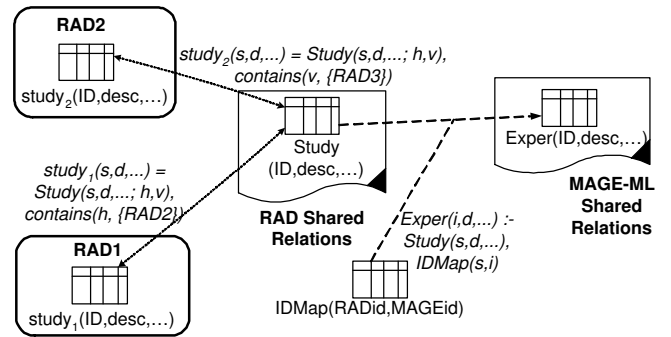 RAD2
study₂(ID,desc,…)
study₂(s,d,...) = Study(s,d,...; h,v),
contains(v, {RAD3})
Study
(ID,desc,…)
RAD Shared
Relations
Exper(ID,desc,…)
MAGE-ML
Shared
Relations
study₁(s,d,...) =
Study(s,d,...; h,v),
contains(h, {RAD2})
RAD1
study₁(ID,desc,…)
Exper(i,d,...) :-
Study(s,d,...),
IDMap(s,i)
IDMap(RADid,MAGEid)